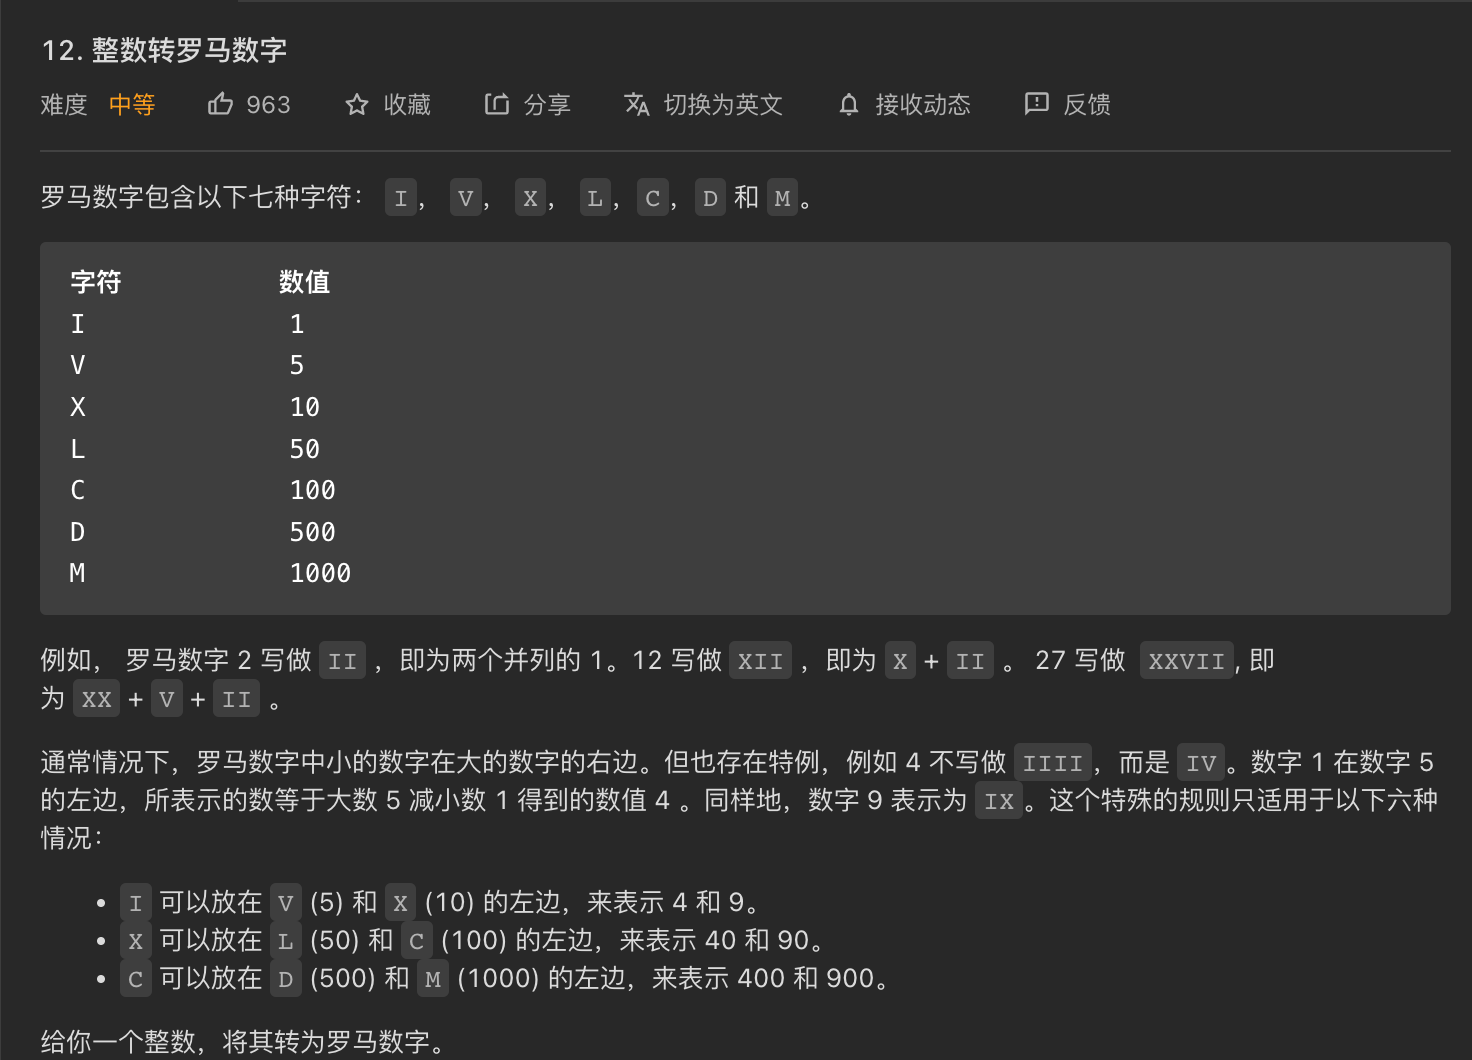 12. 整数转罗马数字
难度 中等 963 收藏 分享 切换为英文 接收动态 反馈
罗马数字包含以下七种字符： I， V， X， L，C，D 和 M。
字符 数值
I 1
V 5
X 10
L 50
C 100
D 500
M 1000
例如， 罗马数字 2 写做 II ，即为两个并列的 1。12 写做 XII ，即为 X + II 。 27 写做 XXVII, 即
为 XX + V + II 。
通常情况下，罗马数字中小的数字在大的数字的右边。但也存在特例，例如 4 不写做 IIII，而是 IV。数字 1 在数字 5
的左边，所表示的数等于大数 5 减小数 1 得到的数值 4 。同样地，数字 9 表示为 IX。这个特殊的规则只适用于以下六种
情况：
• I 可以放在 V (5) 和 X (10) 的左边，来表示 4 和 9。
• X 可以放在 L (50) 和 C (100) 的左边，来表示 40 和 90。
• C 可以放在 D (500) 和 M (1000) 的左边，来表示 400 和 900。
给你一个整数，将其转为罗马数字。